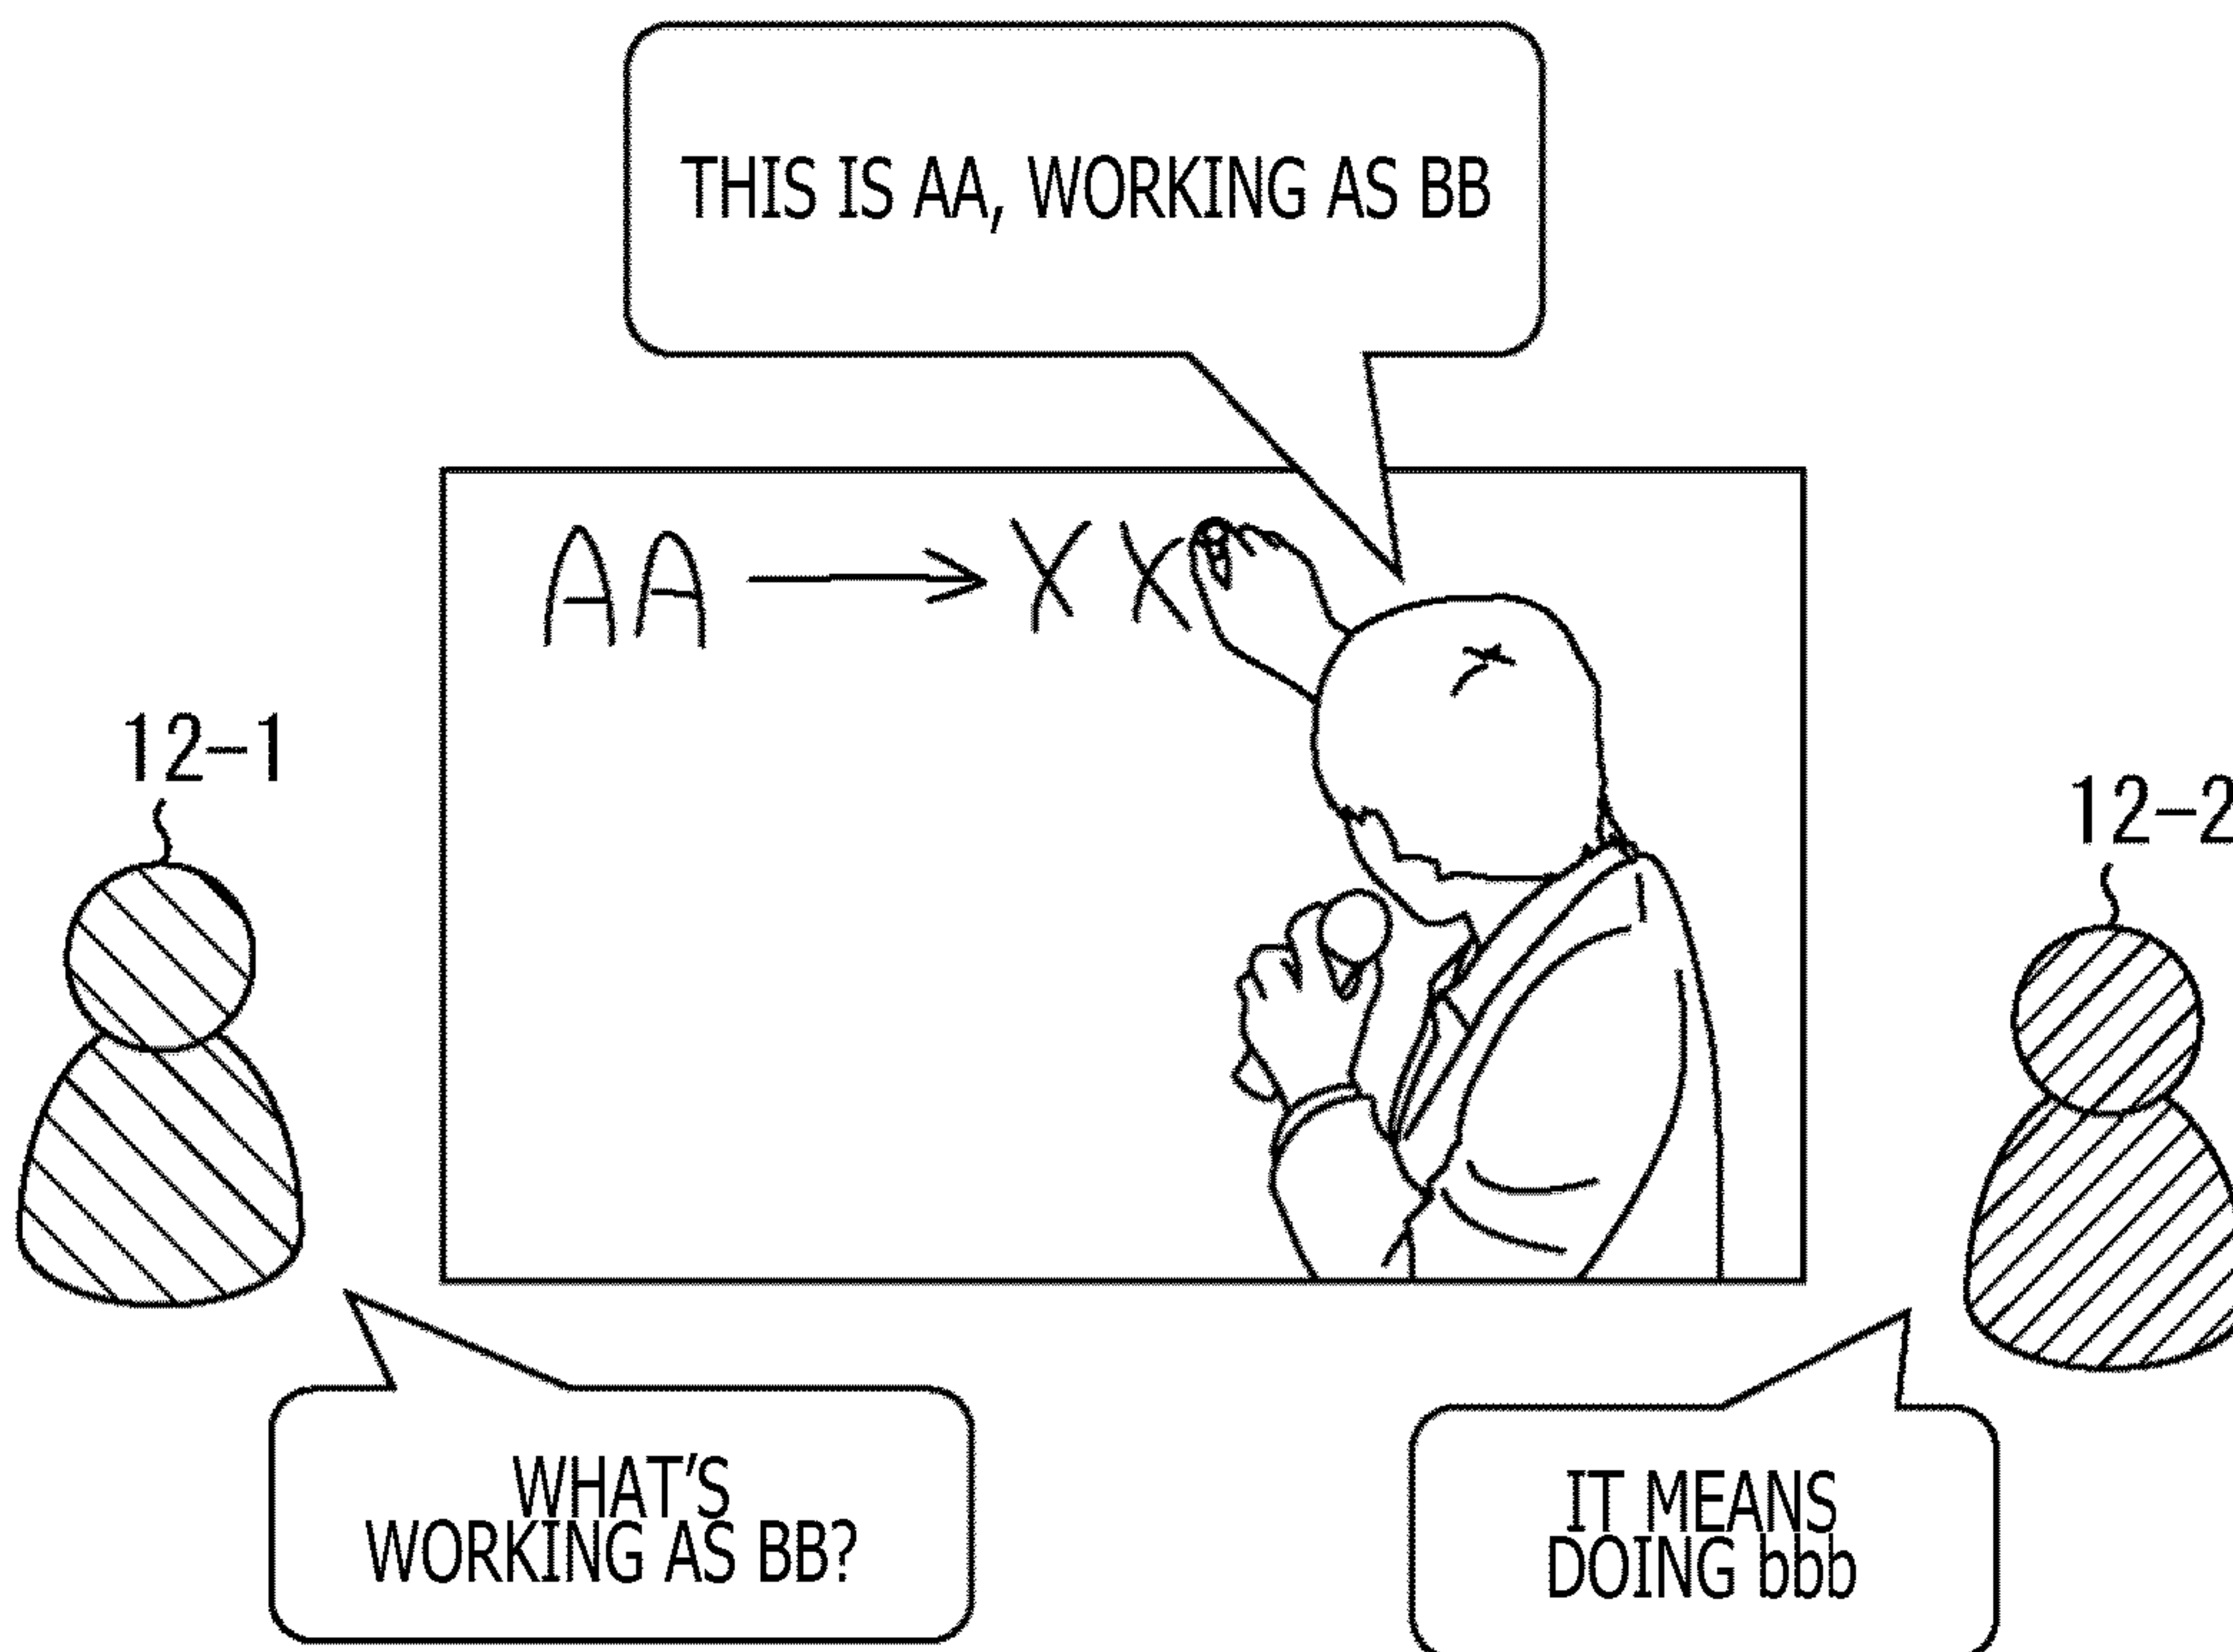 THIS IS AA, WORKING AS BB
AA → XX
12-1
12-2
WHAT'S
WORKING AS BB?
IT MEANS
DOING bbb